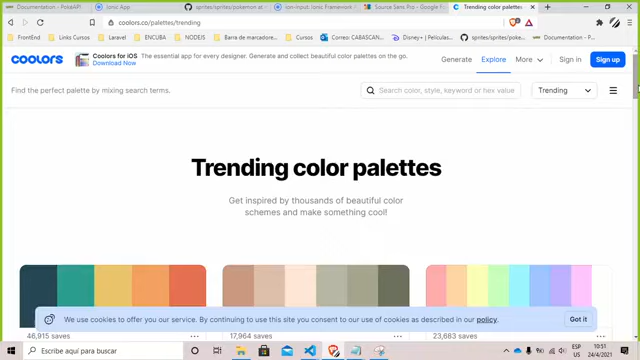 Documentation - PokéAPI
Ionic App
sprites/sprites/pokemon at
ion-input: Ionic Framework
Source Sans Pro - Google Fo
Trending color palettes
coolors.co/palettes/trending
FrontEnd
Links Cursos
ENCUBA
NODEJS
Barra de marcadore...
Cursos
Correo: CABASCAN...
Disney+ | Películas...
sprites/sprites/pok...
Documentation - P...
coolors
Coolors for iOS
Download Now
The essential app for every designer. Generate and collect beautiful color palettes on the go.
Generate
Explore
More
Sign in
Sign up
Find the perfect palette by mixing search terms.
Search color, style, keyword or hex value
Trending
Trending color palettes
Get inspired by thousands of beautiful color
schemes and make something cool!
We use cookies to offer you our service. By continuing to use this site you consent to our use of cookies as described in our policy.
Got it
46,915 saves
17,964 saves
23,683 saves
Escribe aquí para buscar
ESP
US
10:51
24/4/2021